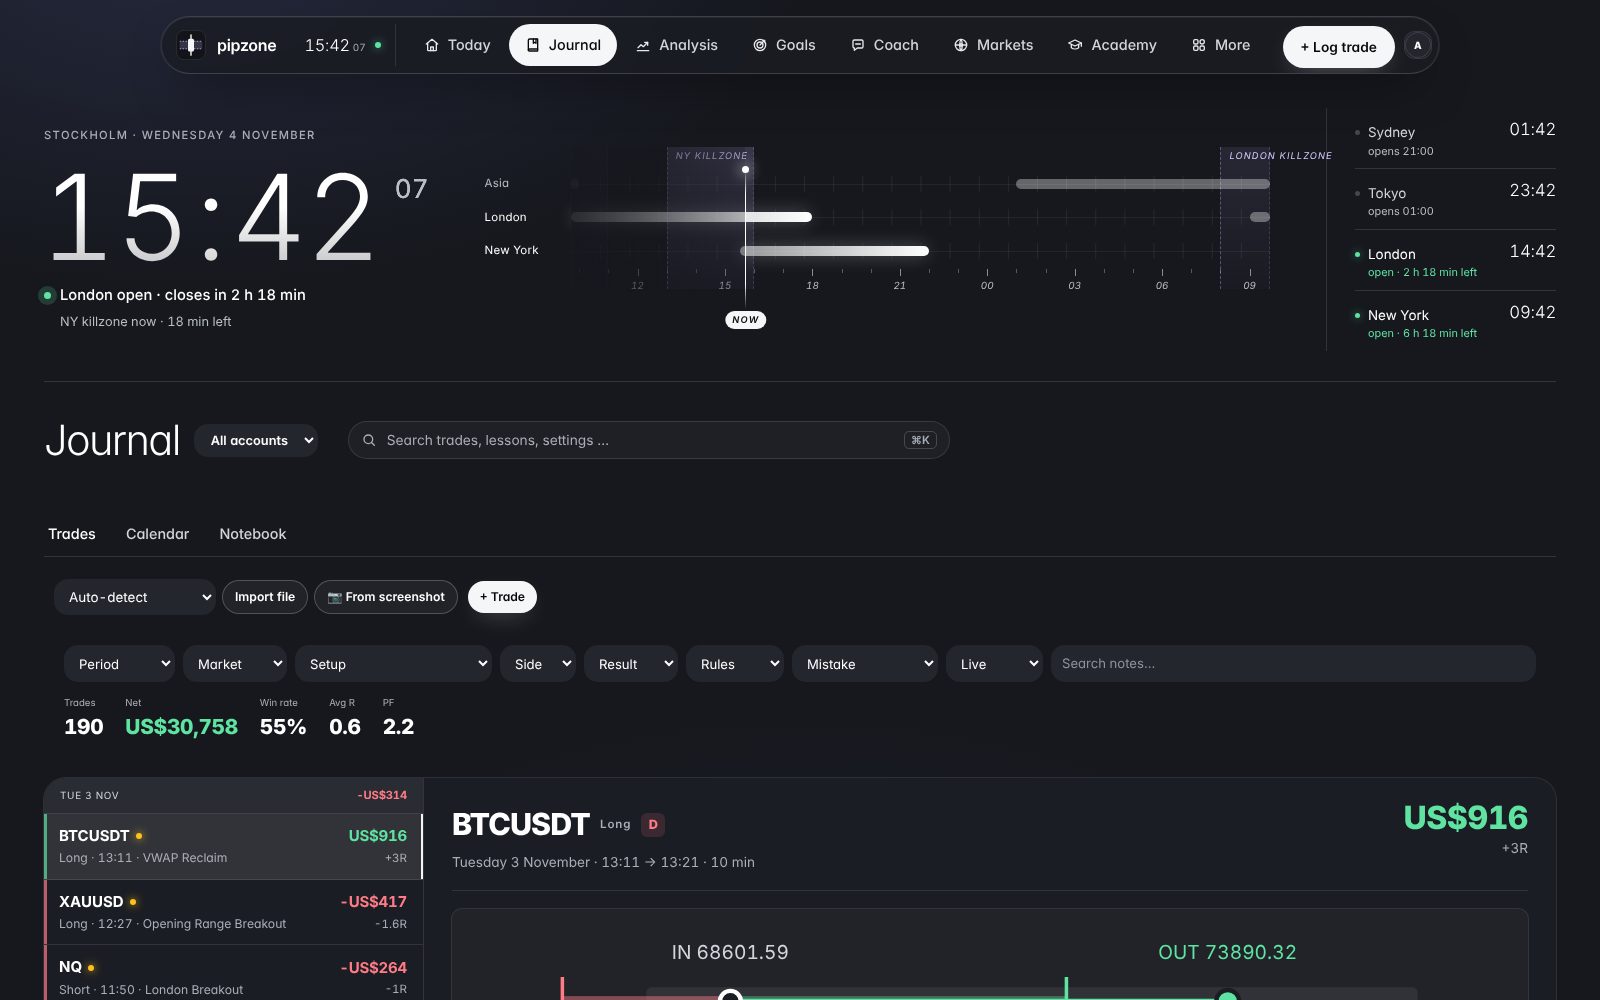 pipzone 15:42 07 Today Journal Analysis Goals Coach Markets Academy More + Log trade A
STOCKHOLM · WEDNESDAY 4 NOVEMBER
15:42 07
London open · closes in 2 h 18 min
NY killzone now · 18 min left
NY KILLZONE LONDON KILLZONE
Asia
London
New York
12 15 18 21 00 03 06 09
NOW
Sydney 01:42
opens 21:00
Tokyo 23:42
opens 01:00
London 14:42
open · 2 h 18 min left
New York 09:42
open · 6 h 18 min left
Journal All accounts Search trades, lessons, settings ... ⌘K
Trades Calendar Notebook
Auto-detect Import file 📷 From screenshot + Trade
Period Market Setup Side Result Rules Mistake Live Search notes...
Trades Net Win rate Avg R PF
190 US$30,758 55% 0.6 2.2
TUE 3 NOV -US$314
BTCUSDT US$916
Long · 13:11 · VWAP Reclaim +3R
XAUUSD -US$417
Long · 12:27 · Opening Range Breakout -1.6R
NQ -US$264
Short · 11:50 · London Breakout -1R
BTCUSDT Long D US$916
Tuesday 3 November · 13:11 → 13:21 · 10 min +3R
IN 68601.59 OUT 73890.32